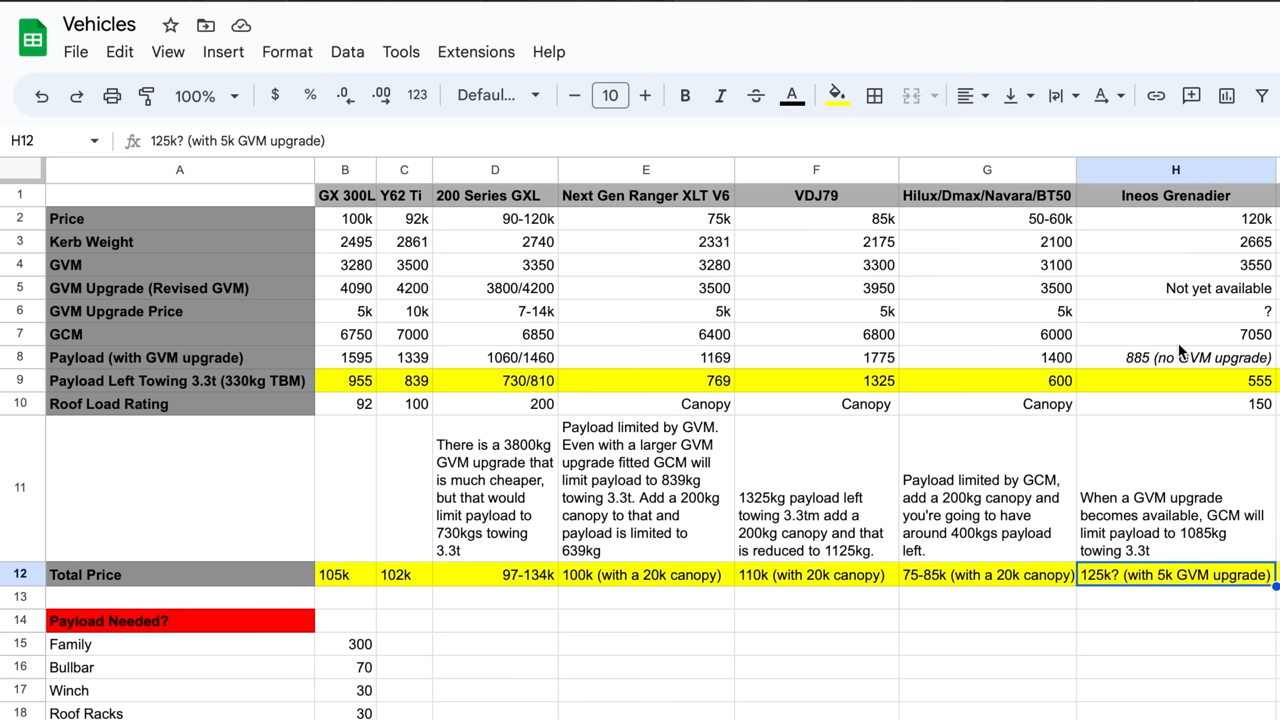 Vehicles
File Edit View Insert Format Data Tools Extensions Help
100% $ % .0 .00 123 Defaul... 10 B I A
H12 fx 125k? (with 5k GVM upgrade)
A B C D E F G H
1 GX 300L Y62 Ti 200 Series GXL Next Gen Ranger XLT V6 VDJ79 Hilux/Dmax/Navara/BT50 Ineos Grenadier
2 Price 100k 92k 90-120k 75k 85k 50-60k 120k
3 Kerb Weight 2495 2861 2740 2331 2175 2100 2665
4 GVM 3280 3500 3350 3280 3300 3100 3550
5 GVM Upgrade (Revised GVM) 4090 4200 3800/4200 3500 3950 3500 Not yet available
6 GVM Upgrade Price 5k 10k 7-14k 5k 5k 5k ?
7 GCM 6750 7000 6850 6400 6800 6000 7050
8 Payload (with GVM upgrade) 1595 1339 1060/1460 1169 1775 1400 885 (no GVM upgrade)
9 Payload Left Towing 3.3t (330kg TBM) 955 839 730/810 769 1325 600 555
10 Roof Load Rating 92 100 200 Canopy Canopy Canopy 150
11
There is a 3800kg
GVM upgrade that
is much cheaper,
but that would
limit payload to
730kgs towing
3.3t
Payload limited by GVM.
Even with a larger GVM
upgrade fitted GCM will
limit payload to 839kg
towing 3.3t. Add a 200kg
canopy to that and
payload is limited to
639kg
1325kg payload left
towing 3.3tm add a
200kg canopy and that
is reduced to 1125kg.
Payload limited by GCM,
add a 200kg canopy and
you're going to have
around 400kgs payload
left.
When a GVM upgrade
becomes available, GCM will
limit payload to 1085kg
towing 3.3t
12 Total Price 105k 102k 97-134k 100k (with a 20k canopy) 110k (with 20k canopy) 75-85k (with a 20k canopy) 125k? (with 5k GVM upgrade)
13
14 Payload Needed?
15 Family 300
16 Bullbar 70
17 Winch 30
18 Roof Racks 30